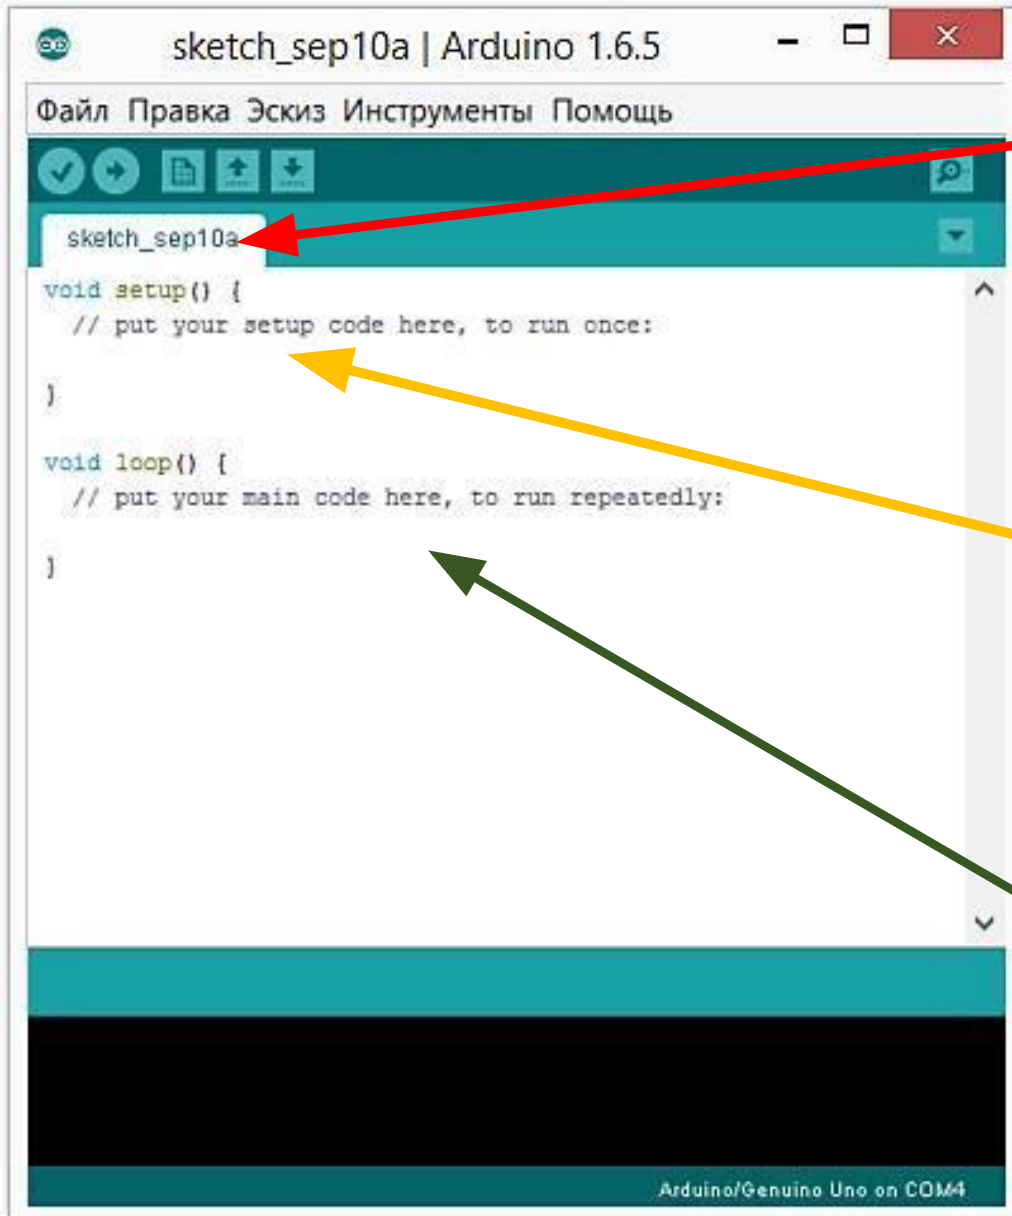 sketch_sep10a | Arduino 1.6.5
Файл Правка Эскиз Инструменты Помощь
sketch_sep10a
void setup() {
  // put your setup code here, to run once:
}
void loop() {
  // put your main code here, to run repeatedly:
}
Arduino/Genuino Uno on COM4